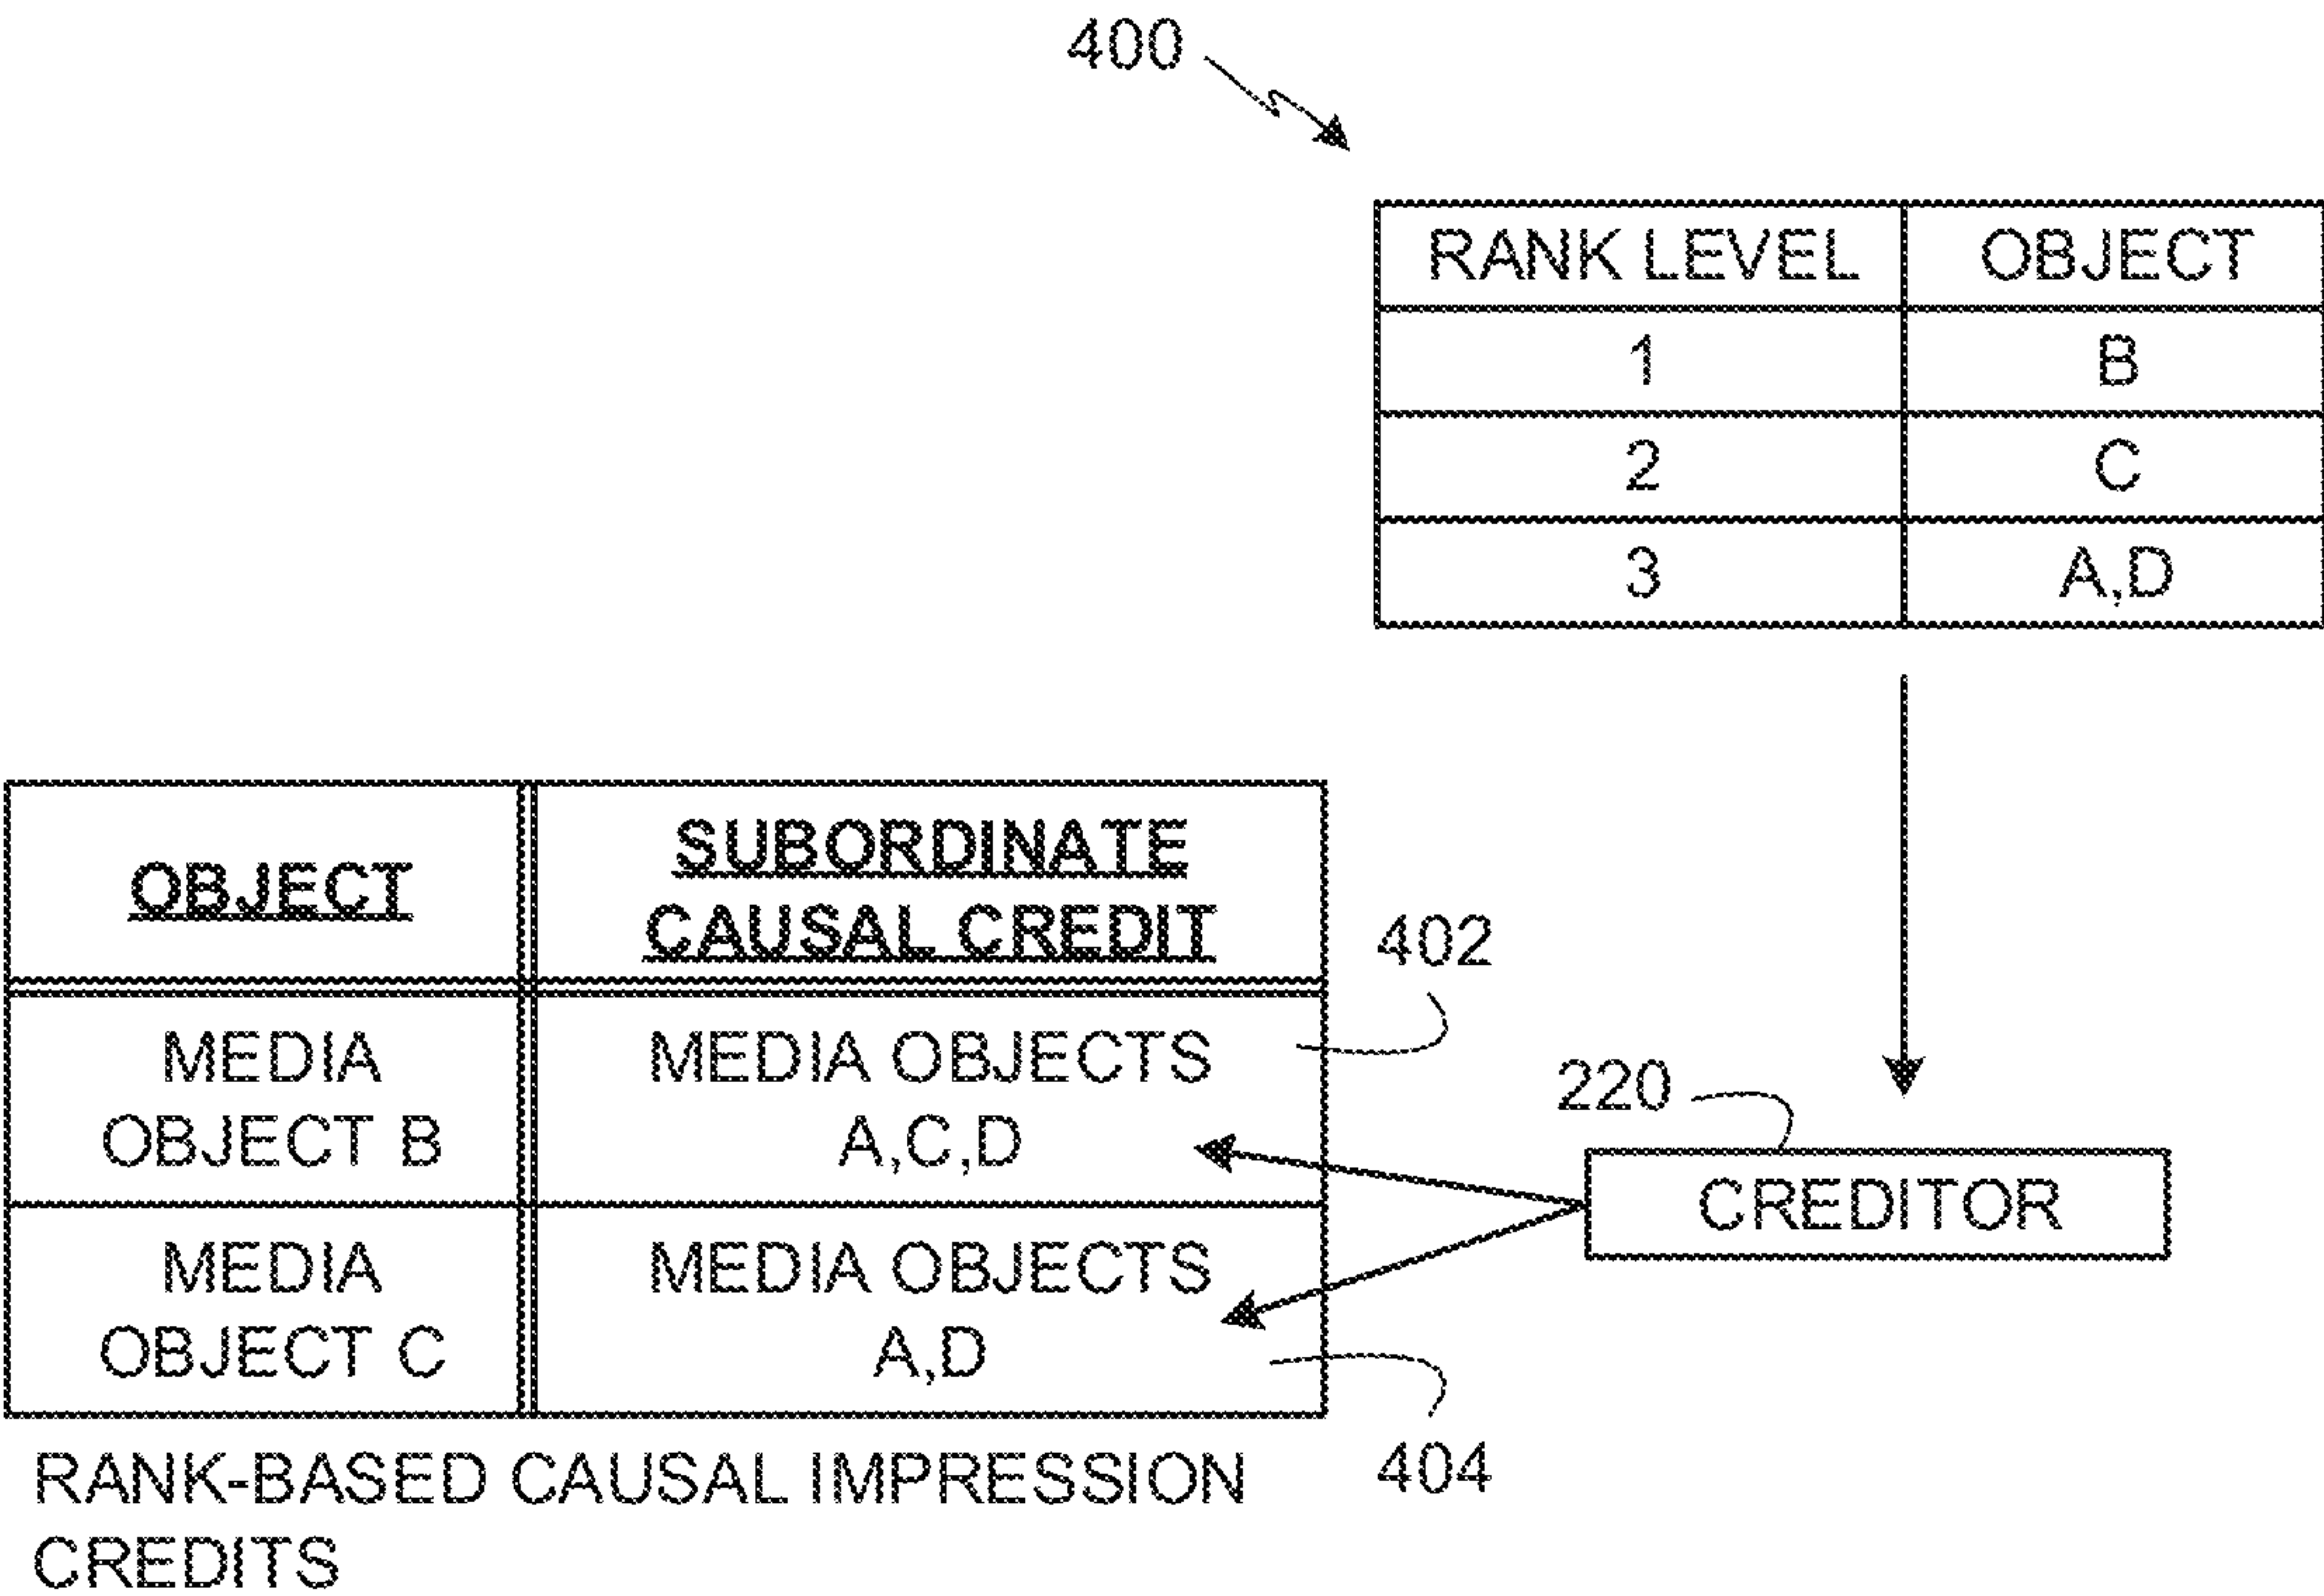 400
RANK LEVEL OBJECT
1 B
2 C
3 A,D
OBJECT
SUBORDINATE
CAUSAL CREDIT
402
MEDIA
OBJECT B
MEDIA OBJECTS
A,C,D
220
CREDITOR
MEDIA
OBJECT C
MEDIA OBJECTS
A,D
404
RANK-BASED CAUSAL IMPRESSION
CREDITS